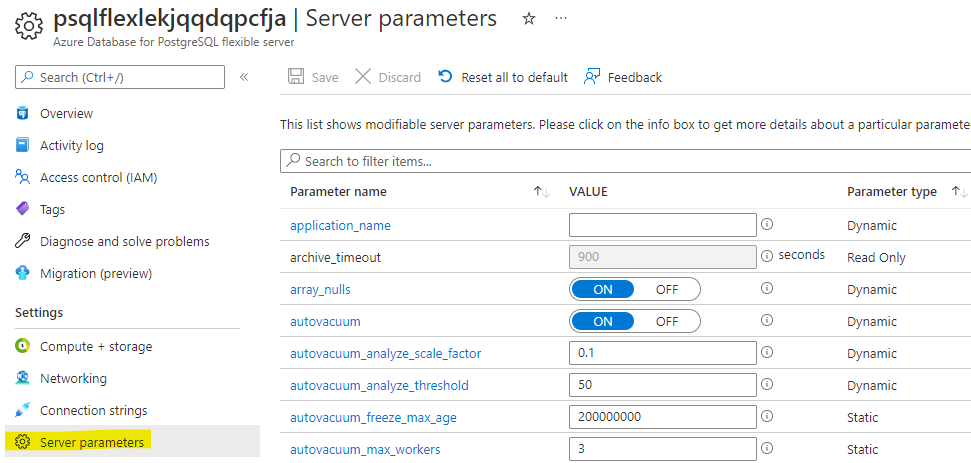 psqlflexlekjqqdqpcfja | Server parameters ☆ ···
Azure Database for PostgreSQL flexible server
Search (Ctrl+/) «
Overview
Activity log
Access control (IAM)
Tags
Diagnose and solve problems
Migration (preview)
Settings
Compute + storage
Networking
Connection strings
Server parameters
Save Discard Reset all to default Feedback
This list shows modifiable server parameters. Please click on the info box to get more details about a particular paramete
Search to filter items...
Parameter name ↑↓ VALUE Parameter type ↑↓
application_name Dynamic
archive_timeout 900 seconds Read Only
array_nulls ON OFF Dynamic
autovacuum ON OFF Dynamic
autovacuum_analyze_scale_factor 0.1 Dynamic
autovacuum_analyze_threshold 50 Dynamic
autovacuum_freeze_max_age 200000000 Static
autovacuum_max_workers 3 Static